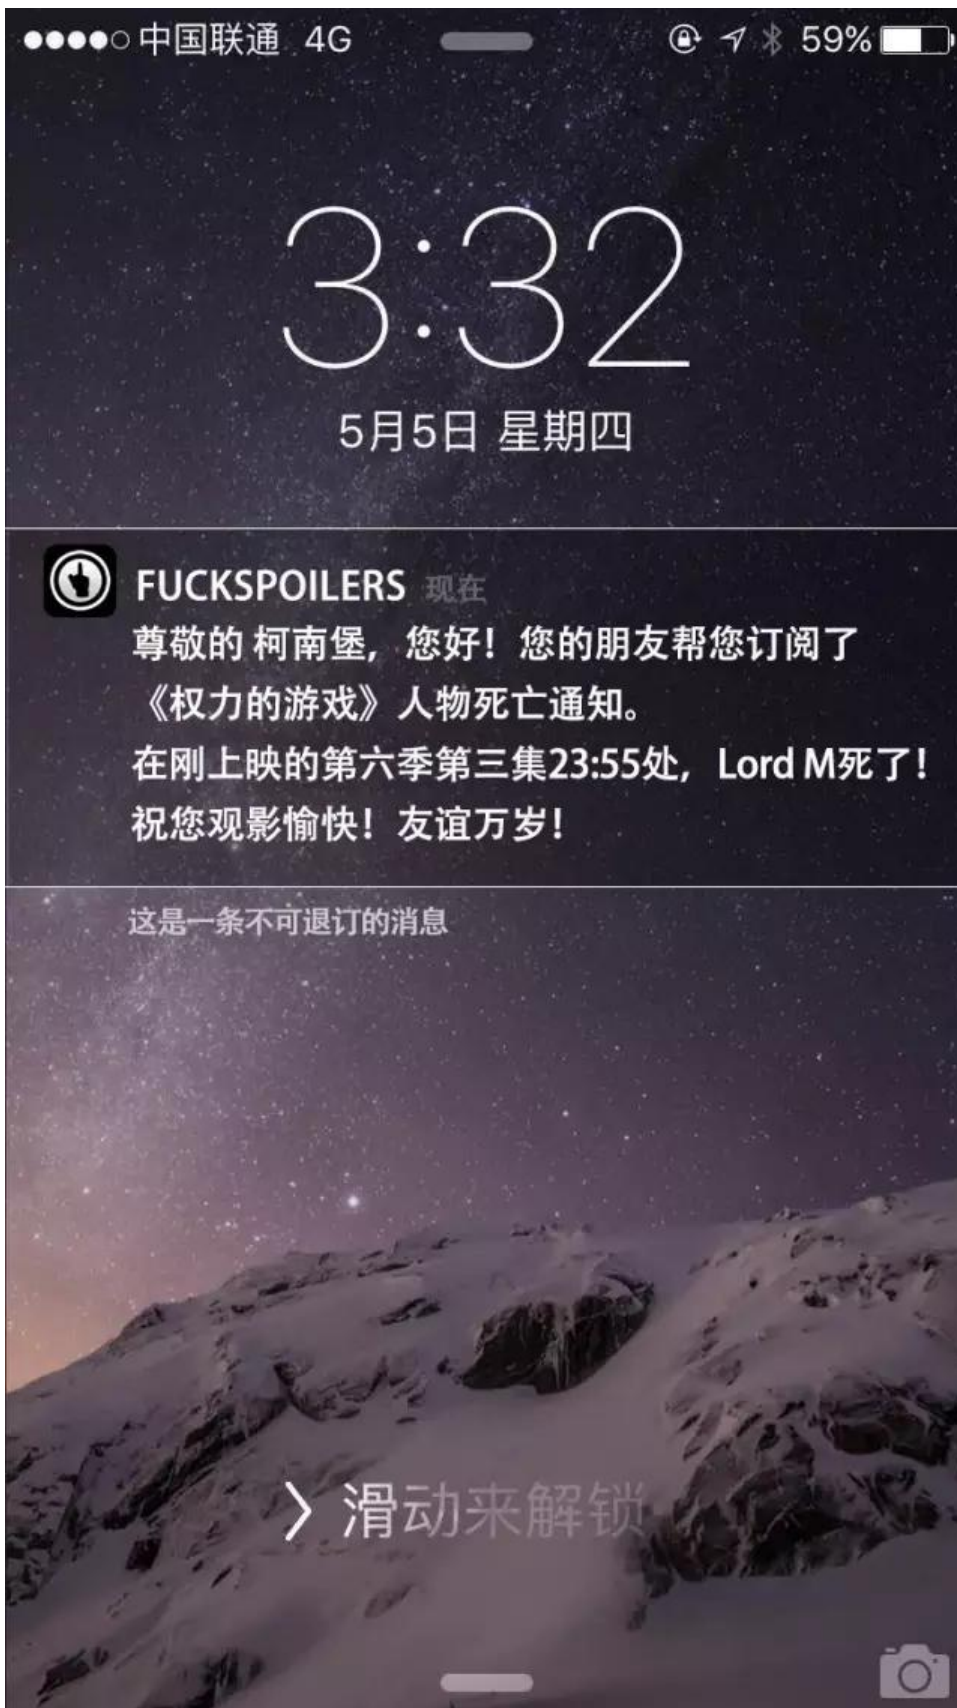 中国联通 4G 59%
3:32
5月5日 星期四
FUCKSPOILERS 现在
尊敬的 柯南堡，您好！您的朋友帮您订阅了
《权力的游戏》人物死亡通知。
在刚上映的第六季第三集23:55处，Lord M死了！
祝您观影愉快！友谊万岁！
这是一条不可退订的消息
滑动来解锁